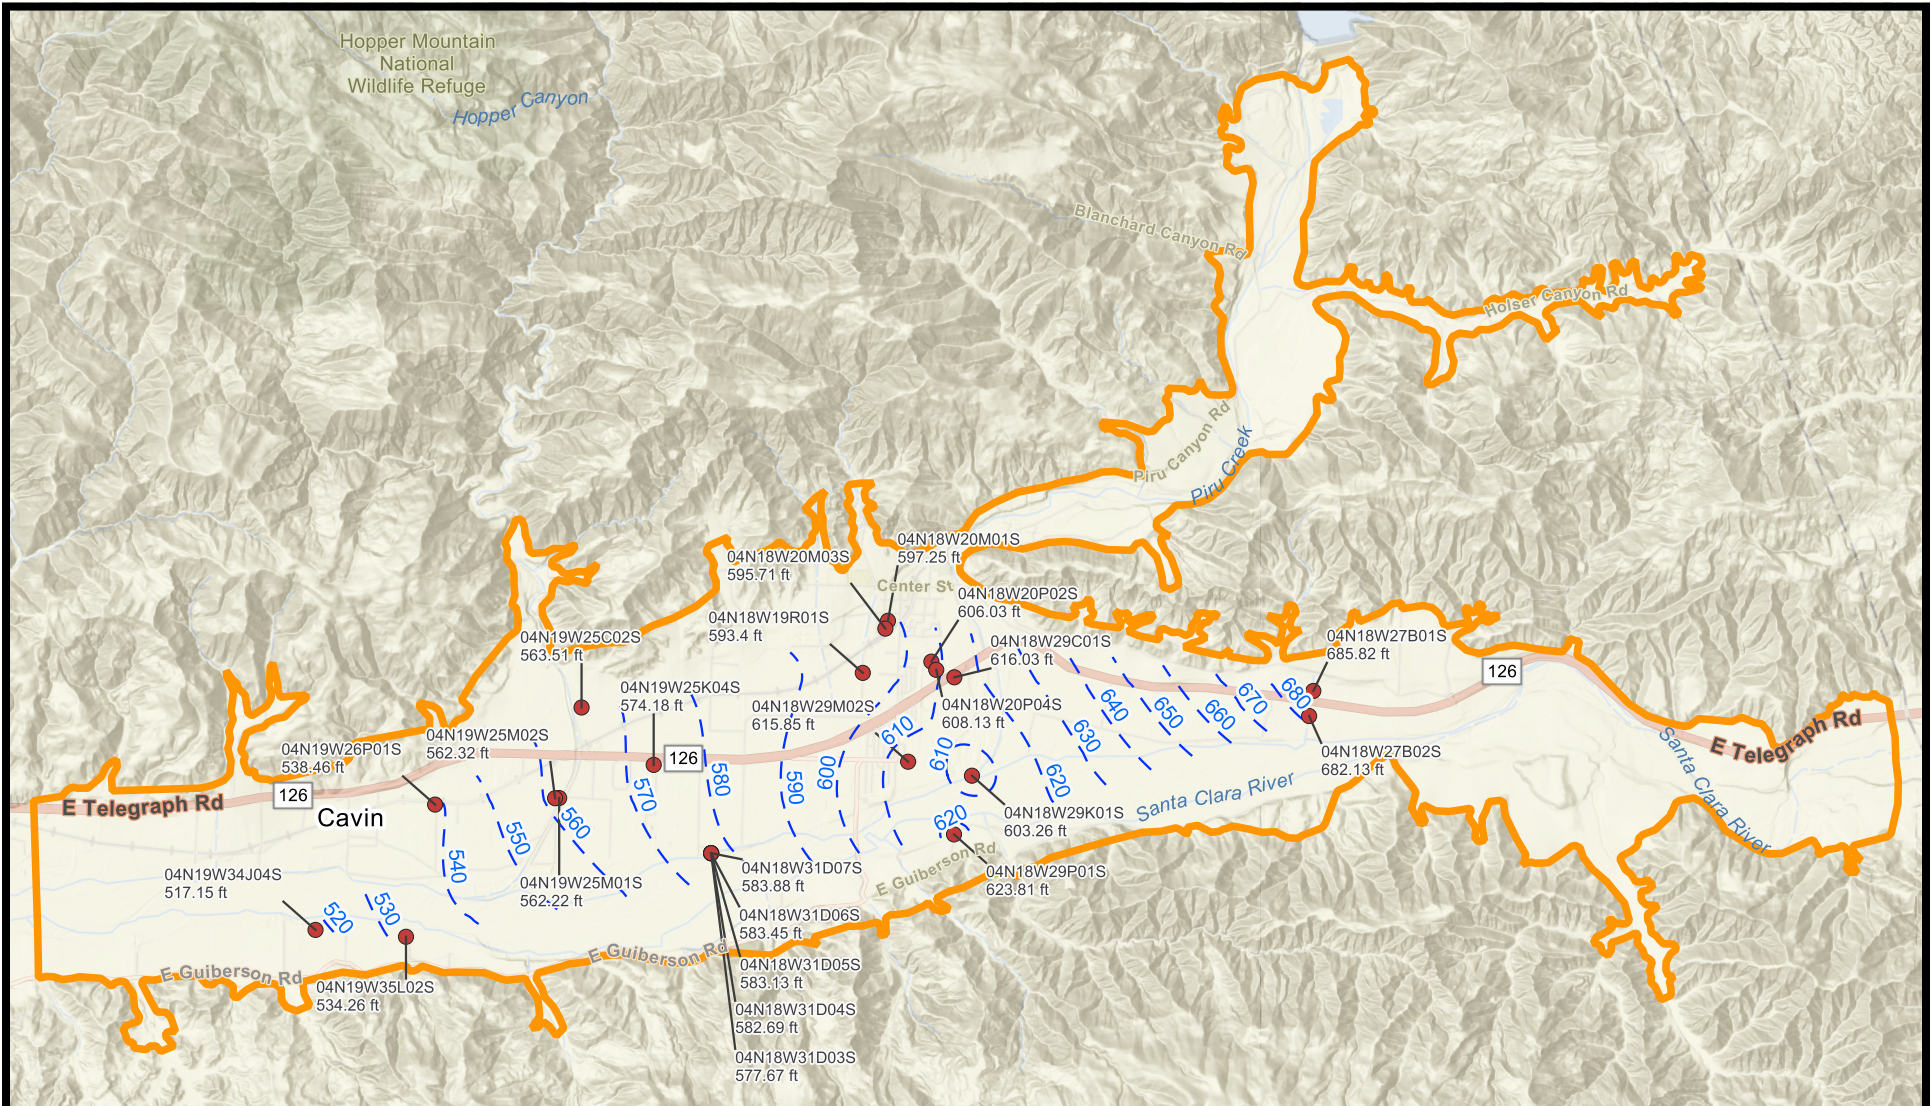 Hopper Mountain
National
Wildlife Refuge
Hopper Canyon
Blanchard Canyon Rd
Holser Canyon Rd
Piru Canyon Rd
Piru Creek
04N18W20M01S
597.25 ft
04N18W20M03S
595.71 ft
Center St
04N18W20P02S
606.03 ft
04N18W19R01S
593.4 ft
04N19W25C02S
563.51 ft
04N18W29C01S
616.03 ft
04N18W27B01S
685.82 ft
126
04N19W25K04S
574.18 ft
04N18W29M02S
615.85 ft
04N18W20P04S
608.13 ft
680
670
660
650
640
630
620
610
610
620
600
590
580
570
560
550
540
530
520
E Telegraph Rd
04N19W25M02S
562.32 ft
04N19W26P01S
538.46 ft
126
04N18W27B02S
682.13 ft
Santa Clara River
Santa Clara River
126
E Telegraph Rd
Cavin
04N18W29K01S
603.26 ft
E Guiberson Rd
04N18W29P01S
623.81 ft
04N19W34J04S
517.15 ft
04N19W25M01S
562.22 ft
04N18W31D07S
583.88 ft
04N18W31D06S
583.45 ft
E Guiberson Rd
04N18W31D05S
583.13 ft
E Guiberson Rd
04N19W35L02S
534.26 ft
04N18W31D04S
582.69 ft
04N18W31D03S
577.67 ft